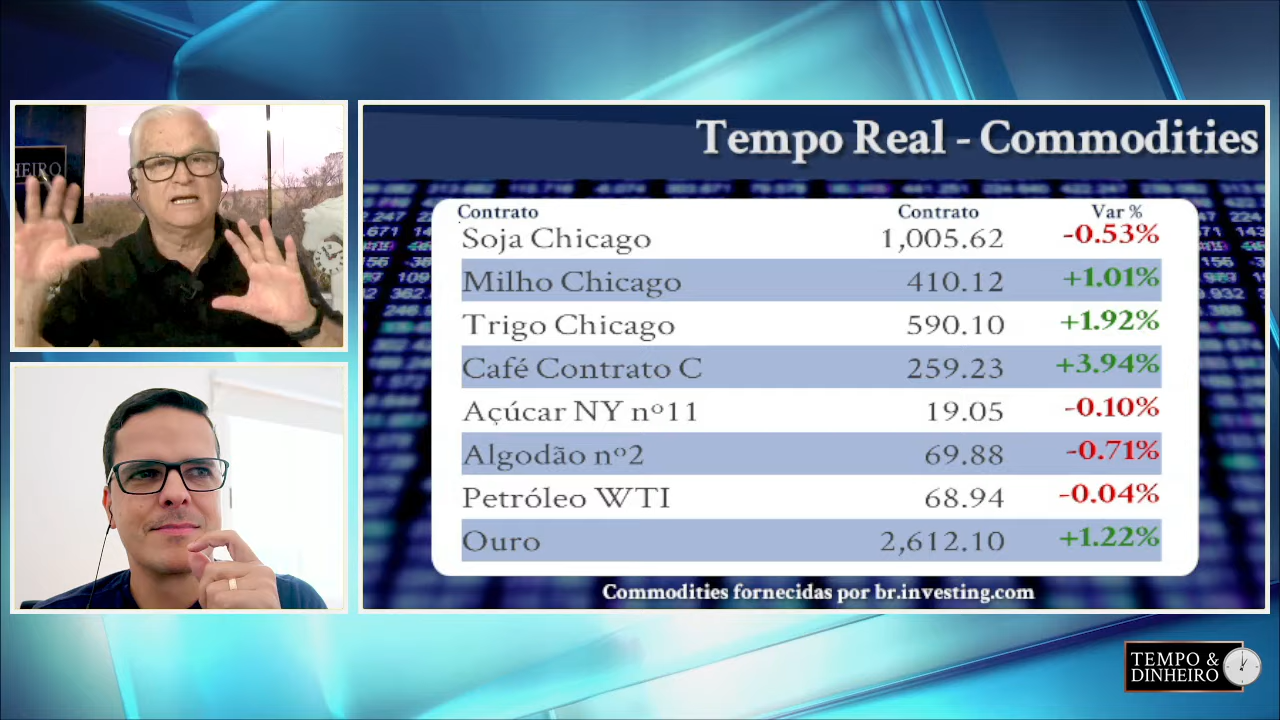 HEIRO
Tempo Real - Commodities
Contrato Contrato Var %
Soja Chicago 1,005.62 -0.53%
Milho Chicago 410.12 +1.01%
Trigo Chicago 590.10 +1.92%
Café Contrato C 259.23 +3.94%
Açúcar NY nº11 19.05 -0.10%
Algodão nº2 69.88 -0.71%
Petróleo WTI 68.94 -0.04%
Ouro 2,612.10 +1.22%
Commodities fornecidas por br.investing.com
TEMPO &
DINHEIRO